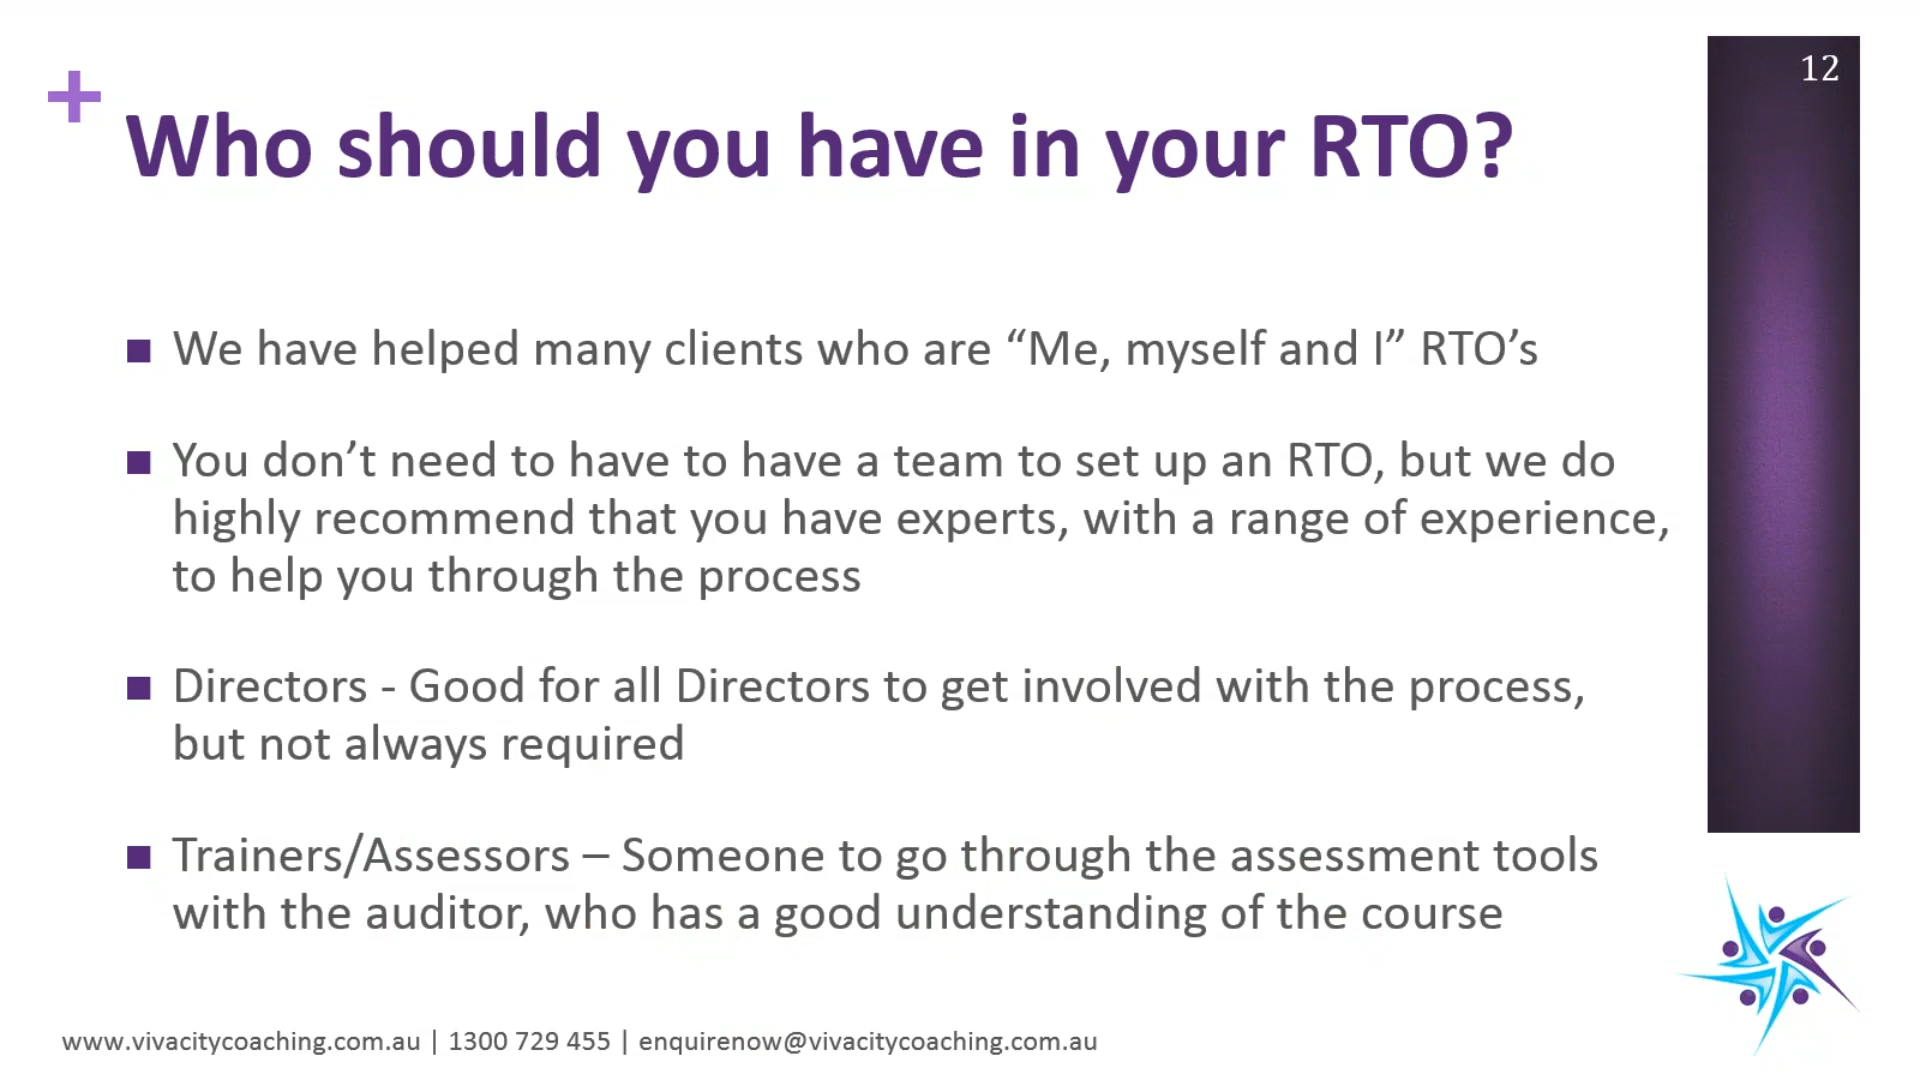 12
+
Who should you have in your RTO?
■ We have helped many clients who are “Me, myself and I” RTO’s
■ You don’t need to have to have a team to set up an RTO, but we do
highly recommend that you have experts, with a range of experience,
to help you through the process
■ Directors - Good for all Directors to get involved with the process,
but not always required
■ Trainers/Assessors – Someone to go through the assessment tools
with the auditor, who has a good understanding of the course
www.vivacitycoaching.com.au | 1300 729 455 | enquirenow@vivacitycoaching.com.au